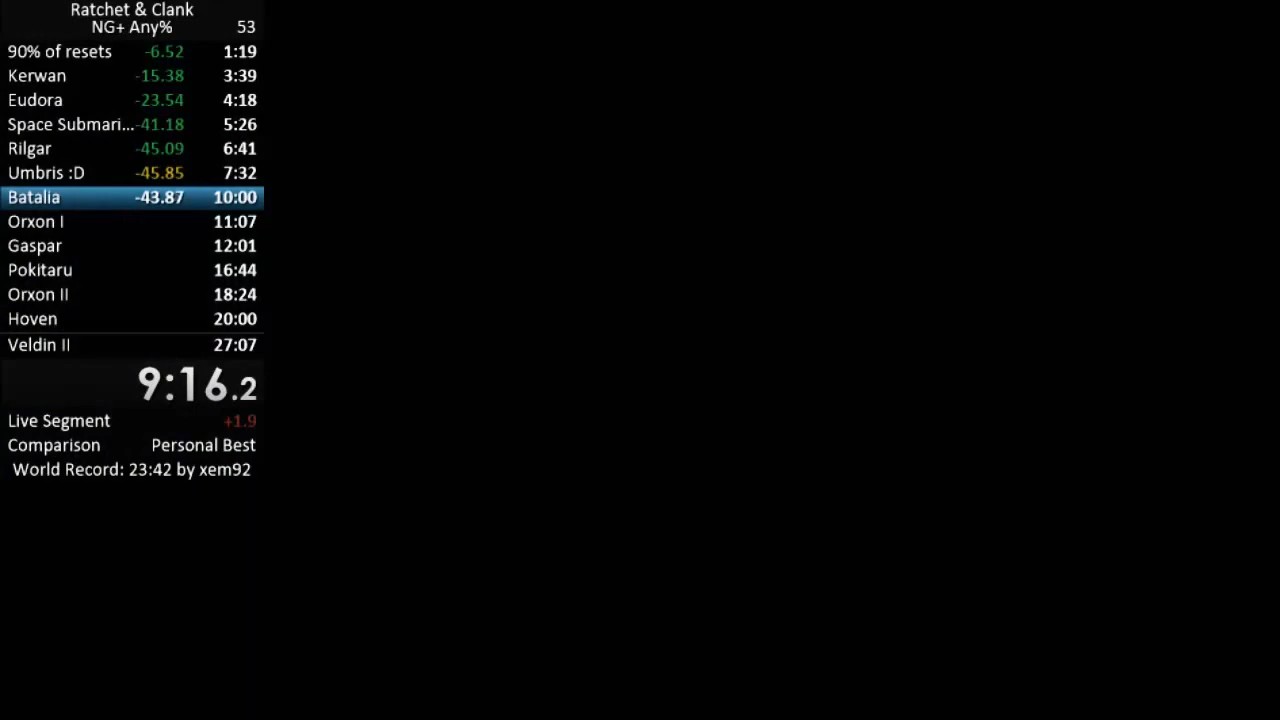 Ratchet & Clank
NG+ Any% 53
90% of resets -6.52 1:19
Kerwan -15.38 3:39
Eudora -23.54 4:18
Space Submari... -41.18 5:26
Rilgar -45.09 6:41
Umbris :D -45.85 7:32
Batalia -43.87 10:00
Orxon I 11:07
Gaspar 12:01
Pokitaru 16:44
Orxon II 18:24
Hoven 20:00
Veldin II 27:07
9:16.2
Live Segment +1.9
Comparison Personal Best
World Record: 23:42 by xem92